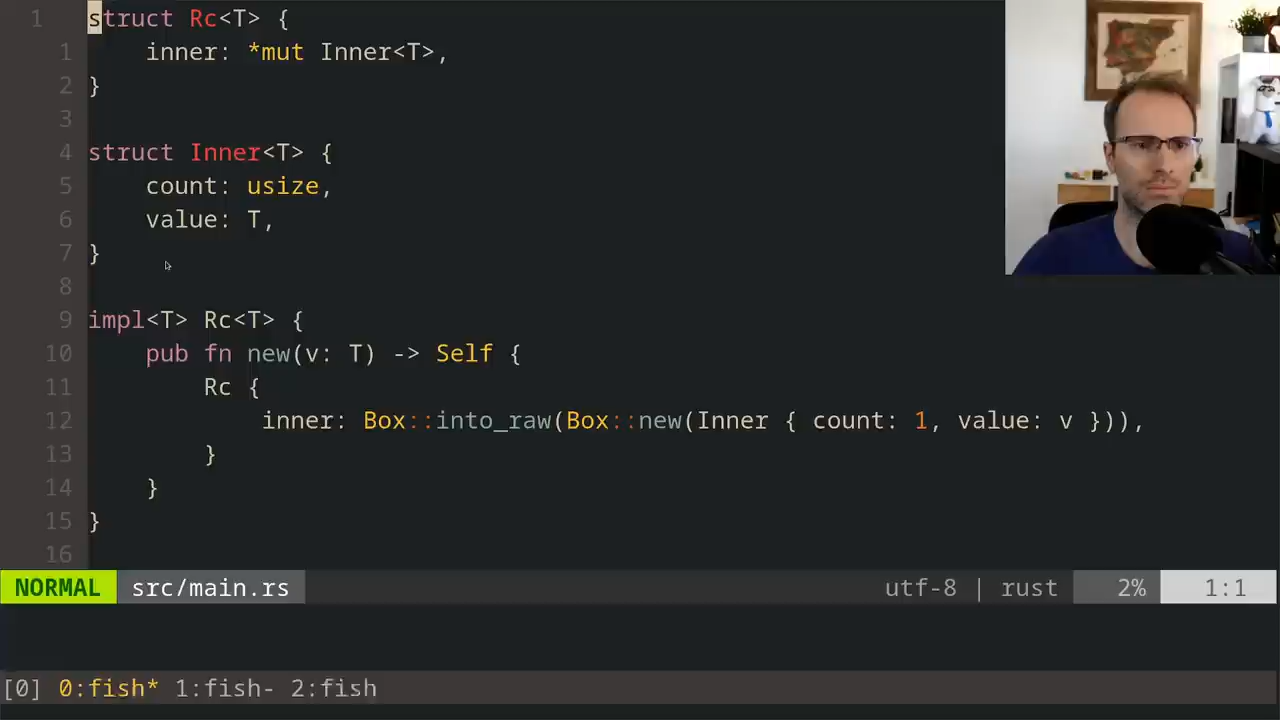 1 struct Rc<T> {
1     inner: *mut Inner<T>,
2 }
3
4 struct Inner<T> {
5     count: usize,
6     value: T,
7 }
8
9 impl<T> Rc<T> {
10     pub fn new(v: T) -> Self {
11         Rc {
12             inner: Box::into_raw(Box::new(Inner { count: 1, value: v })),
13         }
14     }
15 }
16
NORMAL src/main.rs utf-8 | rust 2% 1:1
[0] 0:fish* 1:fish- 2:fish